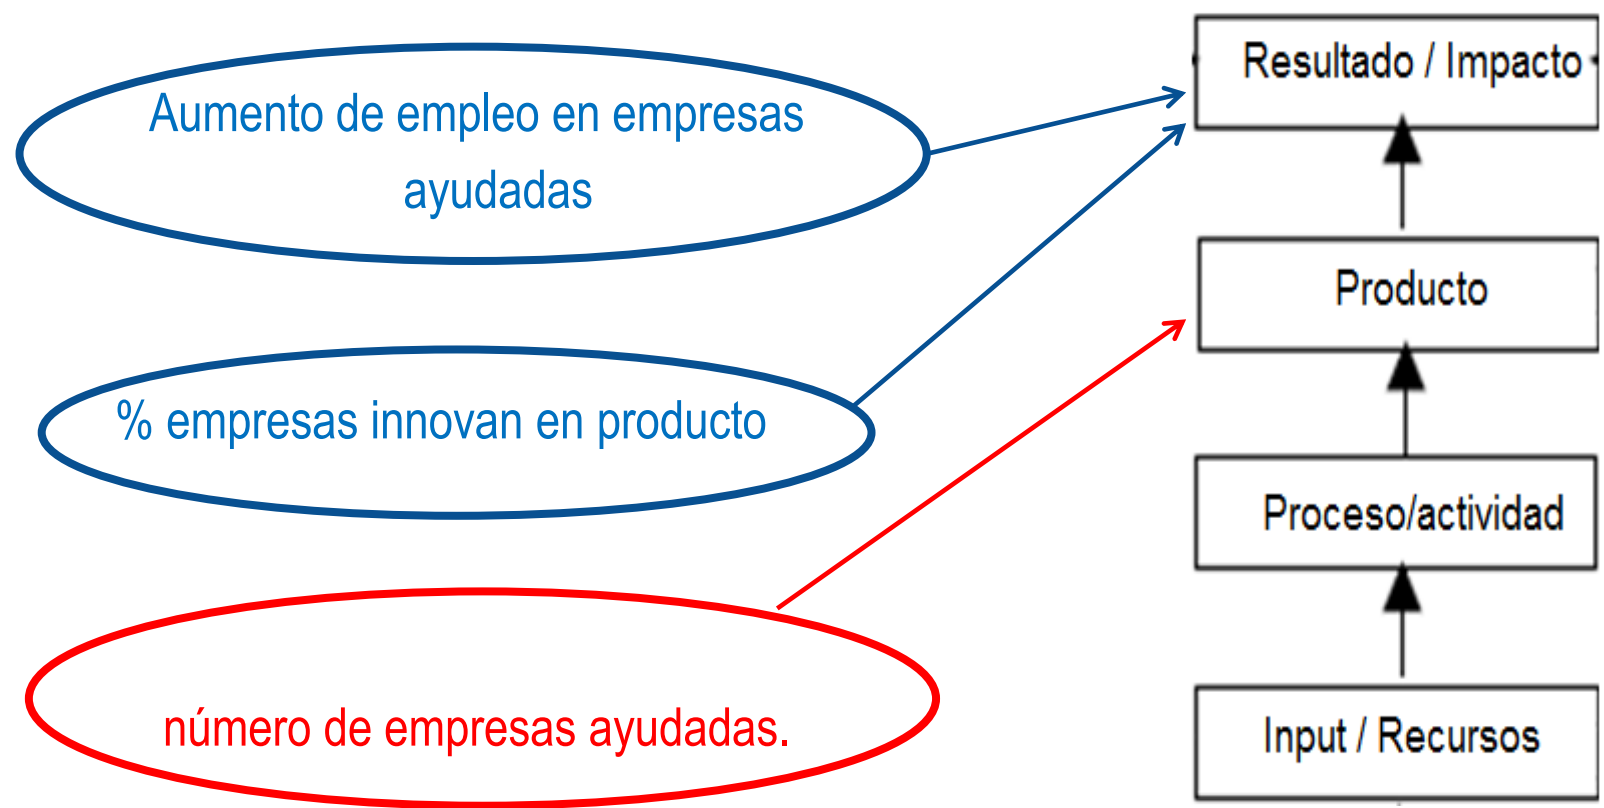 Aumento de empleo en empresas
ayudadas
% empresas innovan en producto
número de empresas ayudadas.
Resultado / Impacto
Producto
Proceso/actividad
Input / Recursos